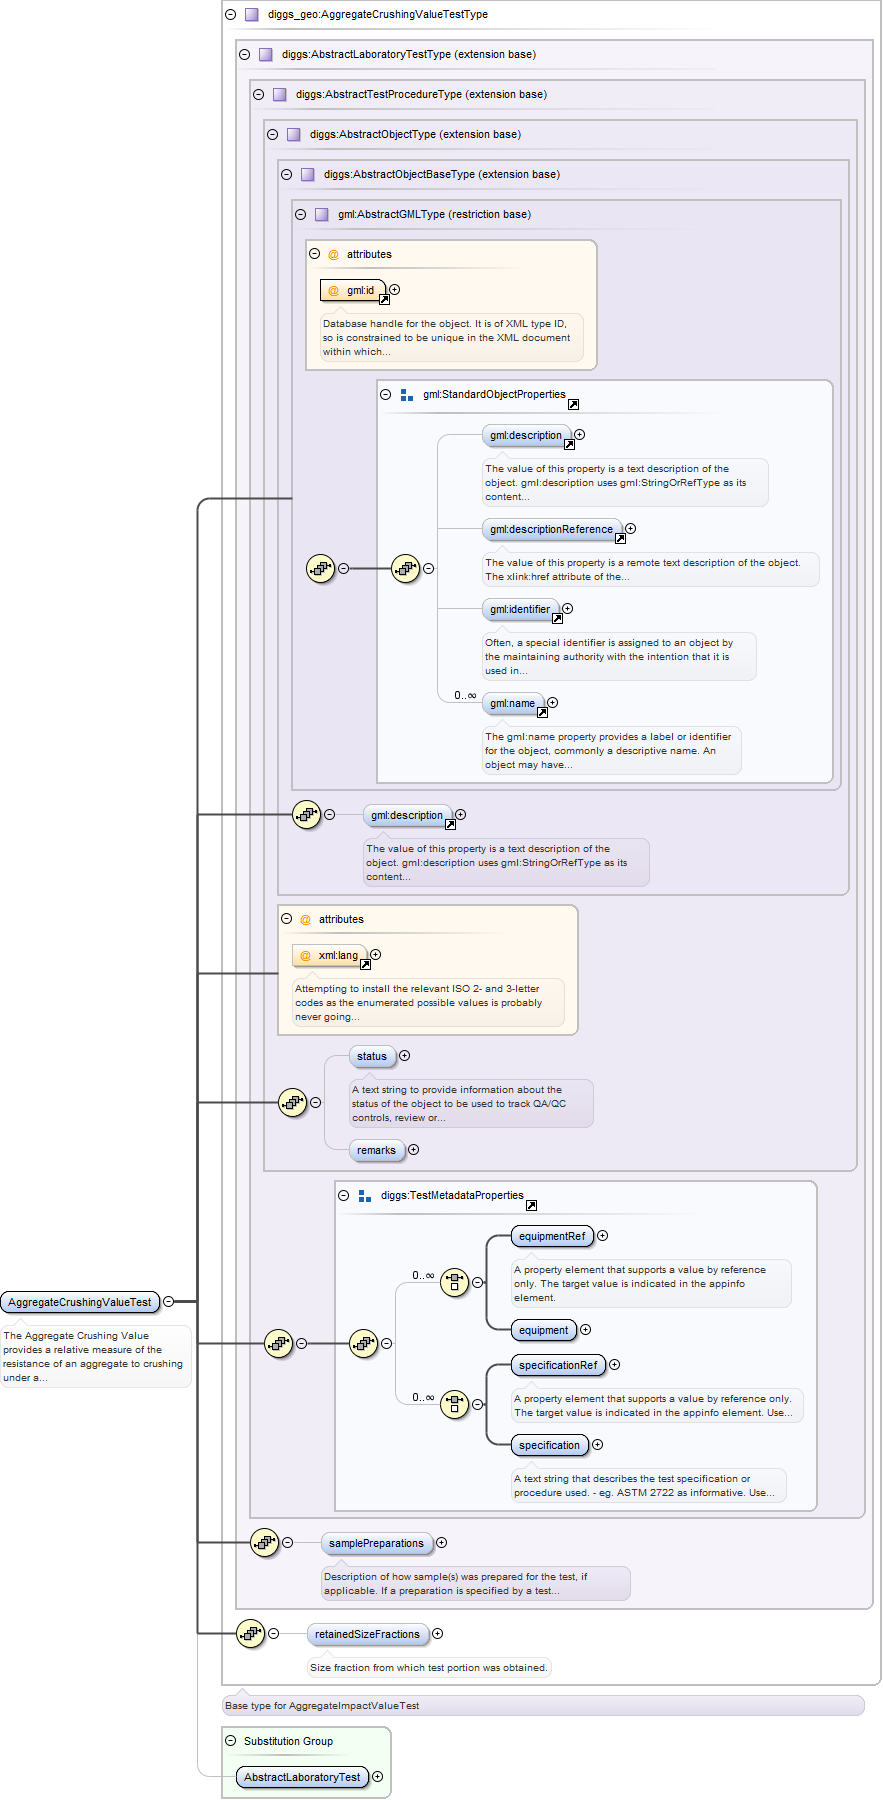 diggs_geo:AggregateCrushingValueTestType
diggs:AbstractLaboratoryTestType (extension base)
diggs:AbstractTestProcedureType (extension base)
diggs:AbstractObjectType (extension base)
diggs:AbstractObjectBaseType (extension base)
gml:AbstractGMLType (restriction base)
@ attributes
@ gml:id
Database handle for the object. It is of XML type ID,
so is constrained to be unique in the XML document
within which...
gml:StandardObjectProperties
gml:description
The value of this property is a text description of the
object. gml:description uses gml:StringOrRefType as its
content...
gml:descriptionReference
The value of this property is a remote text description of the object.
The xlink:href attribute of the...
gml:identifier
Often, a special identifier is assigned to an object by
the maintaining authority with the intention that it is
used in...
0..∞
gml:name
The gml:name property provides a label or identifier
for the object, commonly a descriptive name. An
object may have...
gml:description
The value of this property is a text description of the
object. gml:description uses gml:StringOrRefType as its
content...
@ attributes
@ xml:lang
Attempting to install the relevant ISO 2- and 3-letter
codes as the enumerated possible values is probably
never going...
status
A text string to provide information about the
status of the object to be used to track QA/QC
controls, review or...
remarks
diggs:TestMetadataProperties
equipmentRef
0..∞
A property element that supports a value by reference
only. The target value is indicated in the appinfo
element.
equipment
AggregateCrushingValueTest
The Aggregate Crushing Value
provides a relative measure of the
resistance of an aggregate to crushing
under a...
specificationRef
0..∞
A property element that supports a value by reference only.
The target value is indicated in the appinfo element. Use...
specification
A text string that describes the test specification or
procedure used. - eg. ASTM 2722 as informative. Use...
samplePreparations
Description of how sample(s) was prepared for the test, if
applicable. If a preparation is specified by a test...
retainedSizeFractions
Size fraction from which test portion was obtained.
Base type for AggregateImpactValueTest
Substitution Group
AbstractLaboratoryTest